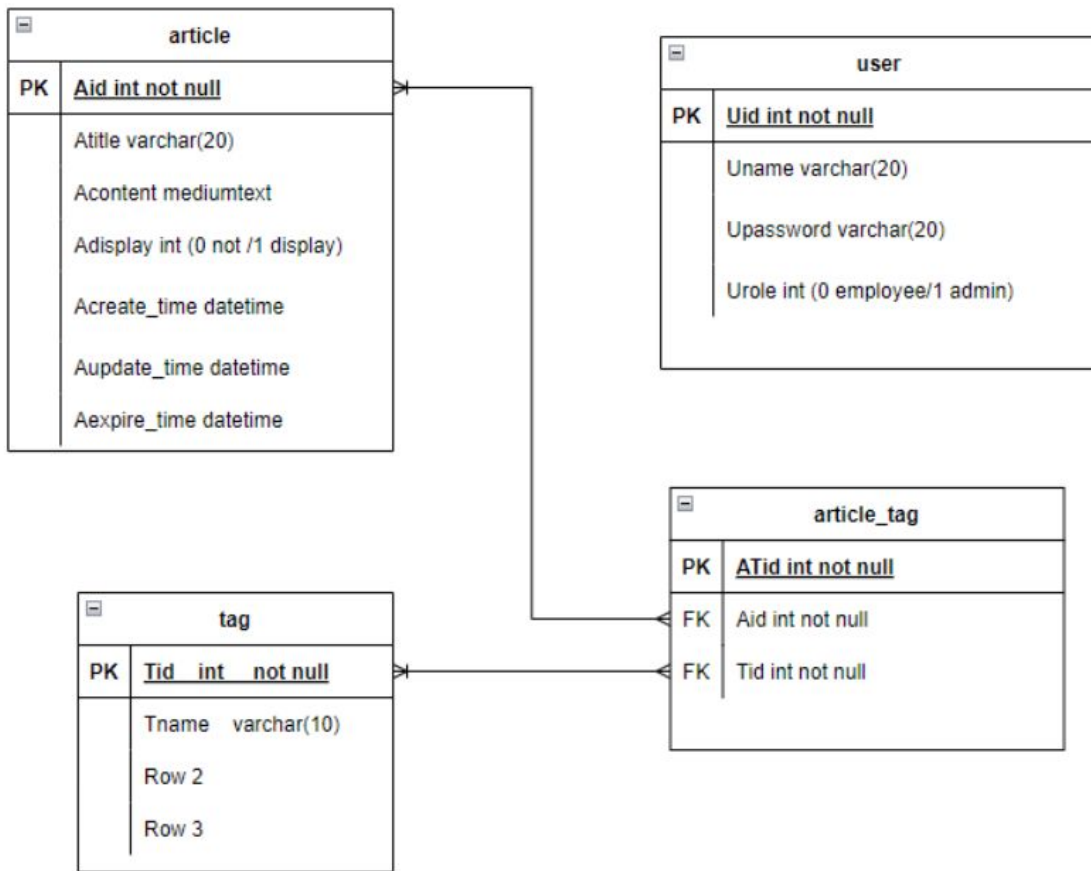 article
PK Aid int not null
Atitle varchar(20)
Acontent mediumtext
Adisplay int (0 not /1 display)
Acreate_time datetime
Aupdate_time datetime
Aexpire_time datetime
user
PK Uid int not null
Uname varchar(20)
Upassword varchar(20)
Urole int (0 employee/1 admin)
article_tag
PK ATid int not null
FK Aid int not null
FK Tid int not null
tag
PK Tid int not null
Tname varchar(10)
Row 2
Row 3